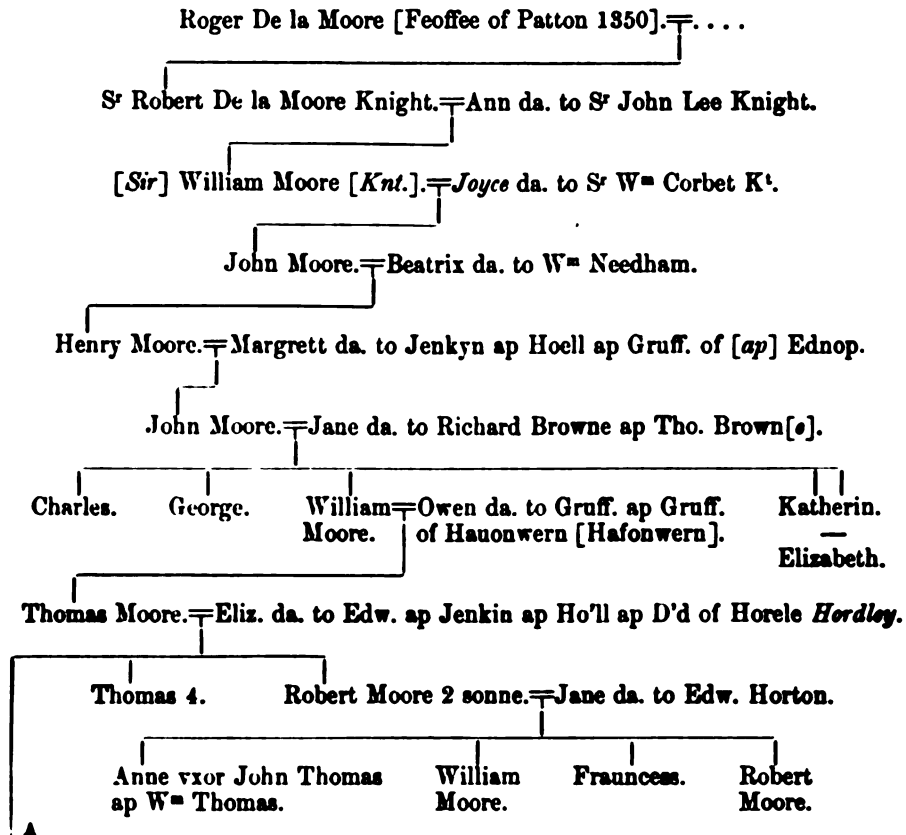 Roger De la Moore [Feoffee of Patton 1350].=....
Sr Robert De la Moore Knight.=Ann da. to Sr John Lee Knight.
[Sir] William Moore [Knt.].=Joyce da. to Sr Wm Corbet Kt.
John Moore.=Beatrix da. to Wm Needham.
Henry Moore.=Margrett da. to Jenkyn ap Hoell ap Gruff. of [ap] Ednop.
John Moore.=Jane da. to Richard Browne ap Tho. Brown[e].
Charles. George. William=Owen da. to Gruff. ap Gruff. Katherin.
Moore. of Hauonwern [Hafonwern]. —
Elizabeth.
Thomas Moore.=Eliz. da. to Edw. ap Jenkin ap Ho'll ap D'd of Horele Hordley.
Thomas 4. Robert Moore 2 sonne.=Jane da. to Edw. Horton.
Anne vxor John Thomas William Frauncess. Robert
ap Wm Thomas. Moore. Moore.
A